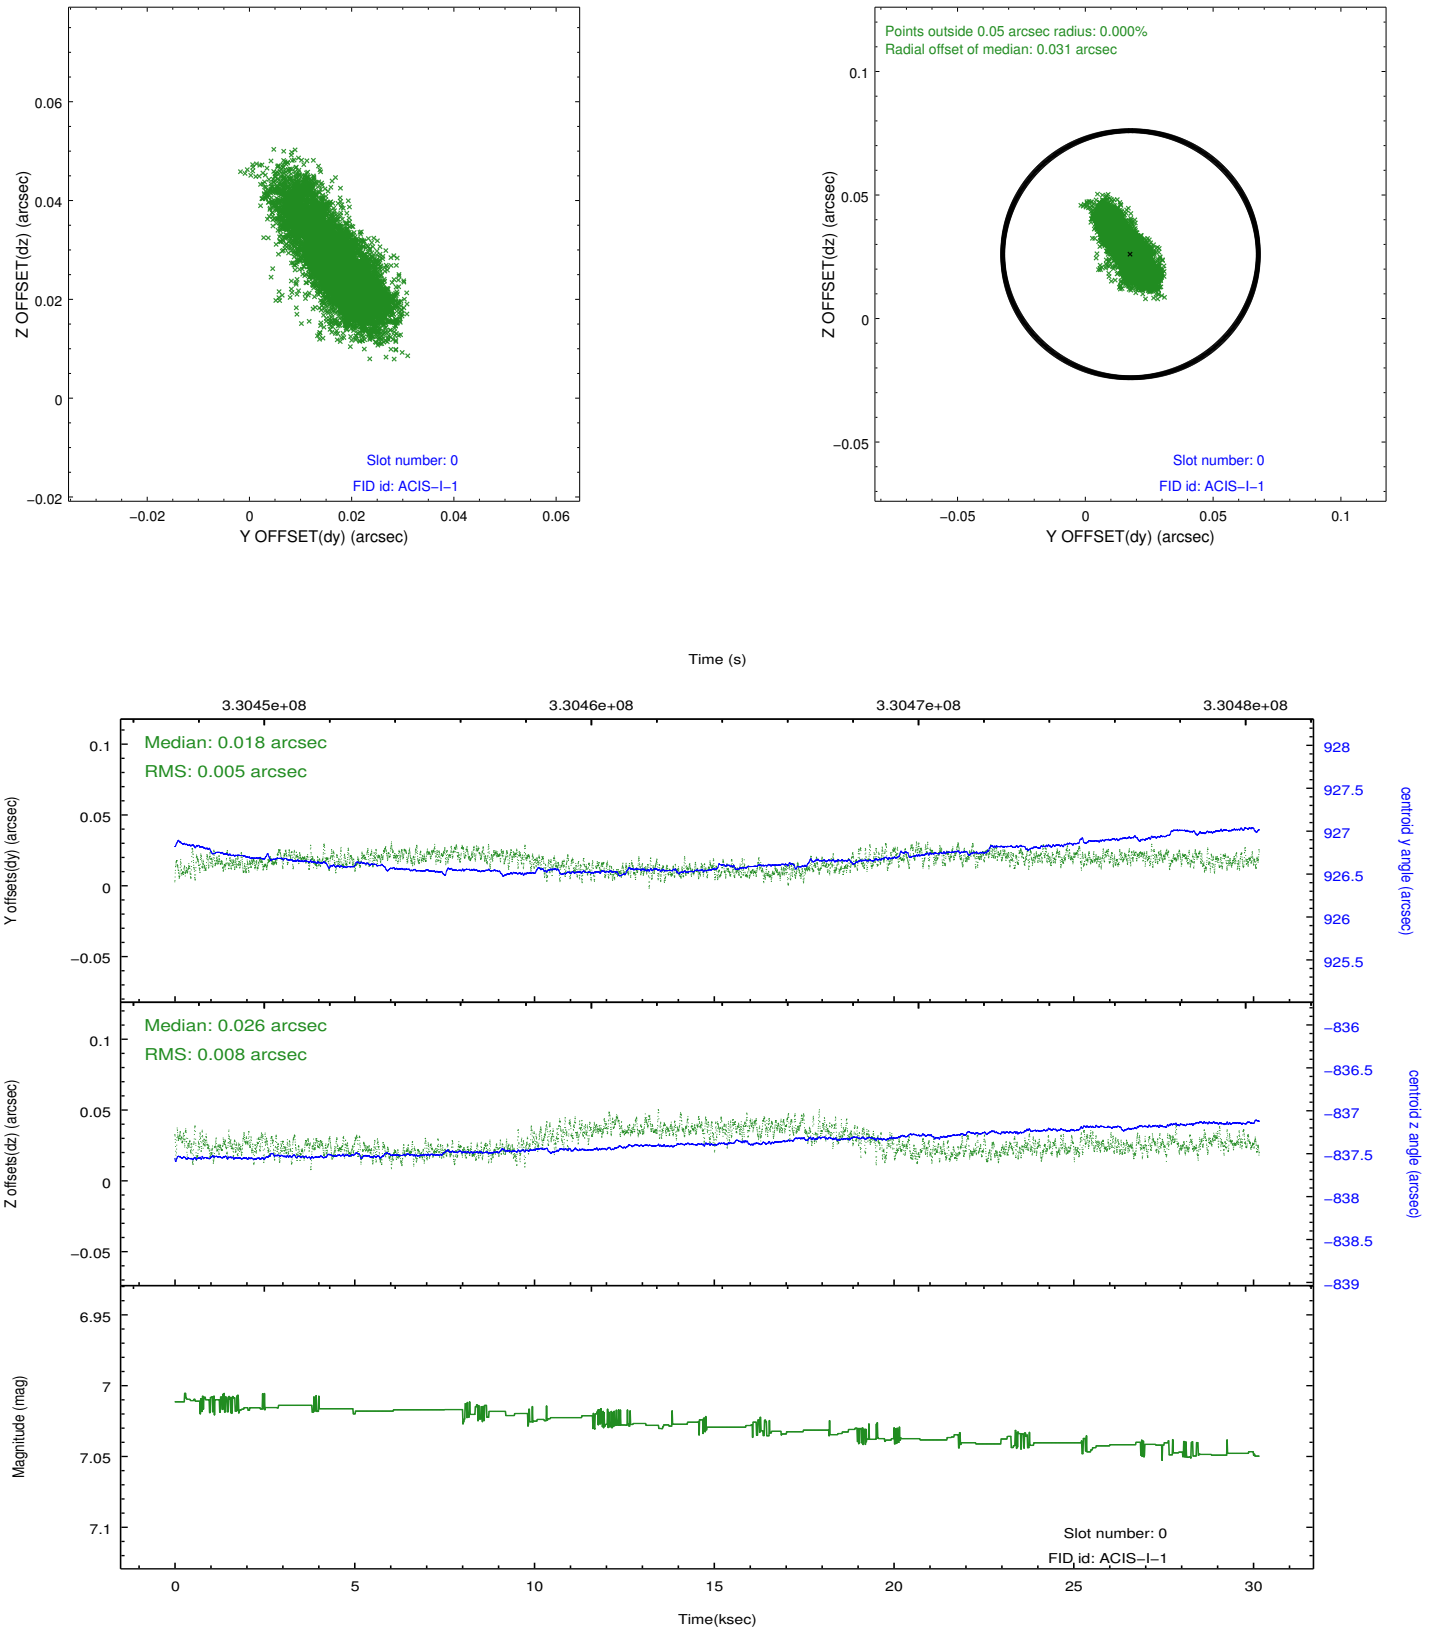 0.06
0.04
0.02
0
−0.02
Z OFFSET(dz) (arcsec)
Slot number: 0
FID id: ACIS−I−1
−0.02
0
0.02
0.04
0.06
Y OFFSET(dy) (arcsec)
Points outside 0.05 arcsec radius: 0.000%
Radial offset of median: 0.031 arcsec
0.1
0.05
0
−0.05
Z OFFSET(dz) (arcsec)
Slot number: 0
FID id: ACIS−I−1
−0.05
0
0.05
0.1
Y OFFSET(dy) (arcsec)
Time (s)
3.3045e+08
3.3046e+08
3.3047e+08
3.3048e+08
Median: 0.018 arcsec
RMS: 0.005 arcsec
0.1
0.05
0
−0.05
Y offsets(dy) (arcsec)
928
927.5
927
926.5
926
925.5
centroid y angle (arcsec)
Median: 0.026 arcsec
RMS: 0.008 arcsec
0.1
0.05
0
−0.05
Z offsets(dz) (arcsec)
−836
−836.5
−837
−837.5
−838
−838.5
−839
centroid z angle (arcsec)
6.95
7
7.05
7.1
Magnitude (mag)
Slot number: 0
FID id: ACIS−I−1
0
5
10
15
20
25
30
Time(ksec)